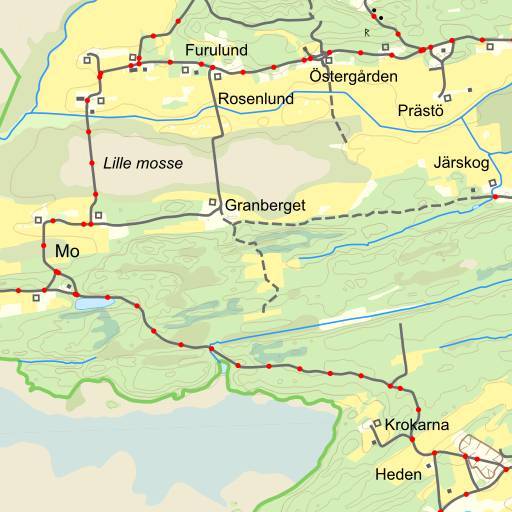 Furulund
Östergården
Rosenlund
Prästö
Lille mosse
Järskog
Granberget
Mo
Krokarna
Heden
R